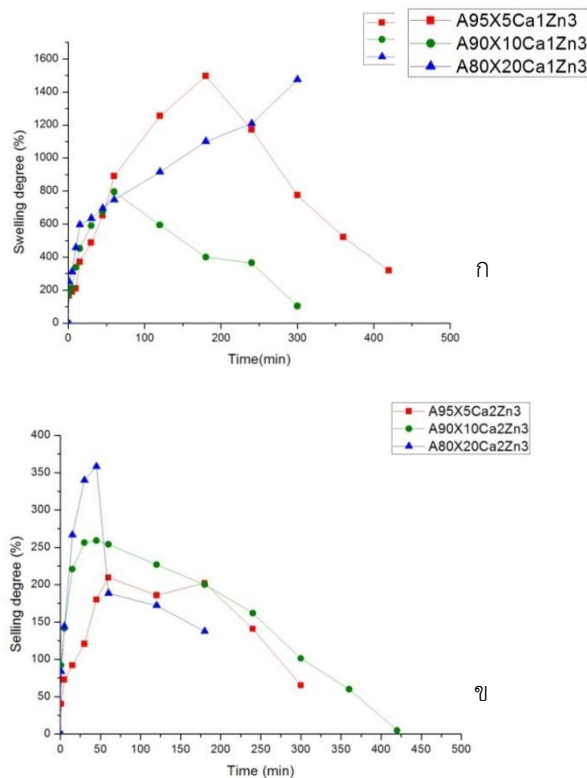 A95X5Ca1Zn3
A90X10Ca1Zn3
A80X20Ca1Zn3
1600
1400
1200
1000
800
600
400
200
0
Swelling degree (%)
0 100 200 300 400 500
Time(min)
ก
A95X5Ca2Zn3
A90X10Ca2Zn3
A80X20Ca2Zn3
400
350
300
250
200
150
100
50
0
Selling degree (%)
0 50 100 150 200 250 300 350 400 450 500
Time (min)
ข